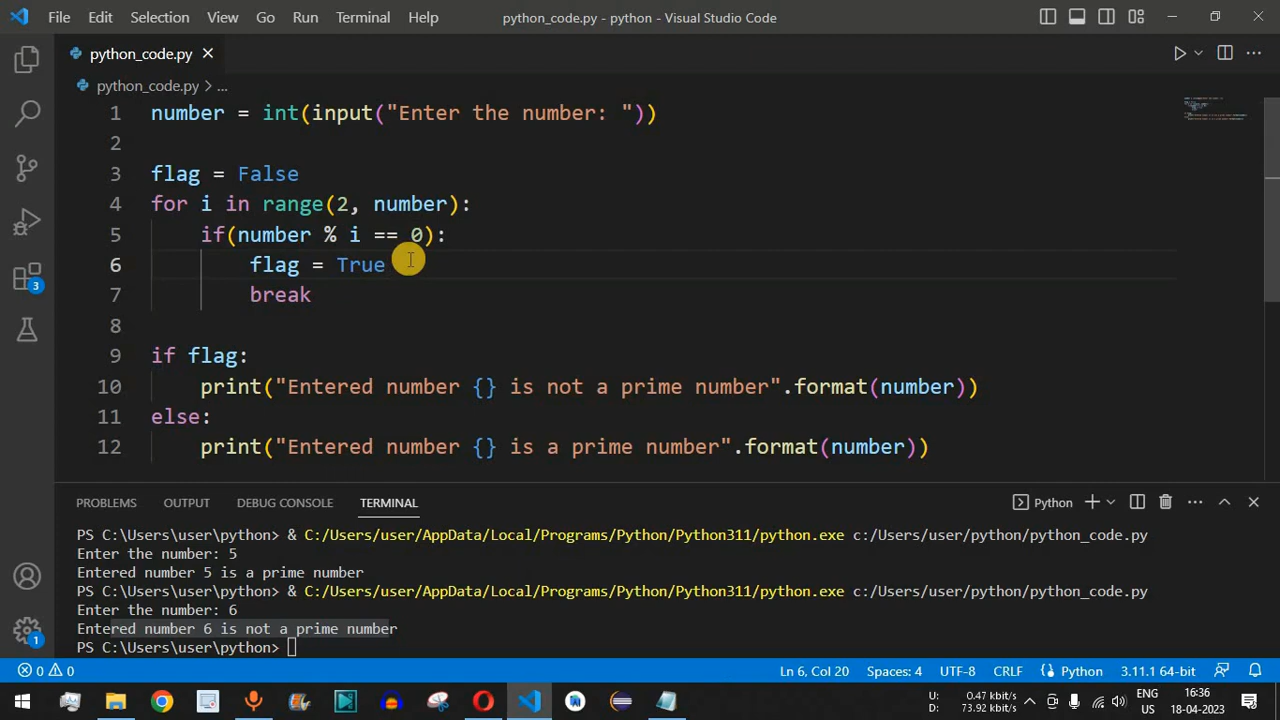 File Edit Selection View Go Run Terminal Help python_code.py - python - Visual Studio Code
python_code.py
python_code.py > ...
1 number = int(input("Enter the number: "))
2
3 flag = False
4 for i in range(2, number):
5 if(number % i == 0):
6 flag = True
7 break
8
9 if flag:
10 print("Entered number {} is not a prime number".format(number))
11 else:
12 print("Entered number {} is a prime number".format(number))
3
PROBLEMS OUTPUT DEBUG CONSOLE TERMINAL Python
PS C:\Users\user\python> & C:/Users/user/AppData/Local/Programs/Python/Python311/python.exe c:/Users/user/python/python_code.py
Enter the number: 5
Entered number 5 is a prime number
PS C:\Users\user\python> & C:/Users/user/AppData/Local/Programs/Python/Python311/python.exe c:/Users/user/python/python_code.py
Enter the number: 6
Entered number 6 is not a prime number
PS C:\Users\user\python>
1
0 0 Ln 6, Col 20 Spaces: 4 UTF-8 CRLF Python 3.11.1 64-bit
U: 0.47 kbit/s ENG 16:36
D: 73.92 kbit/s US 18-04-2023